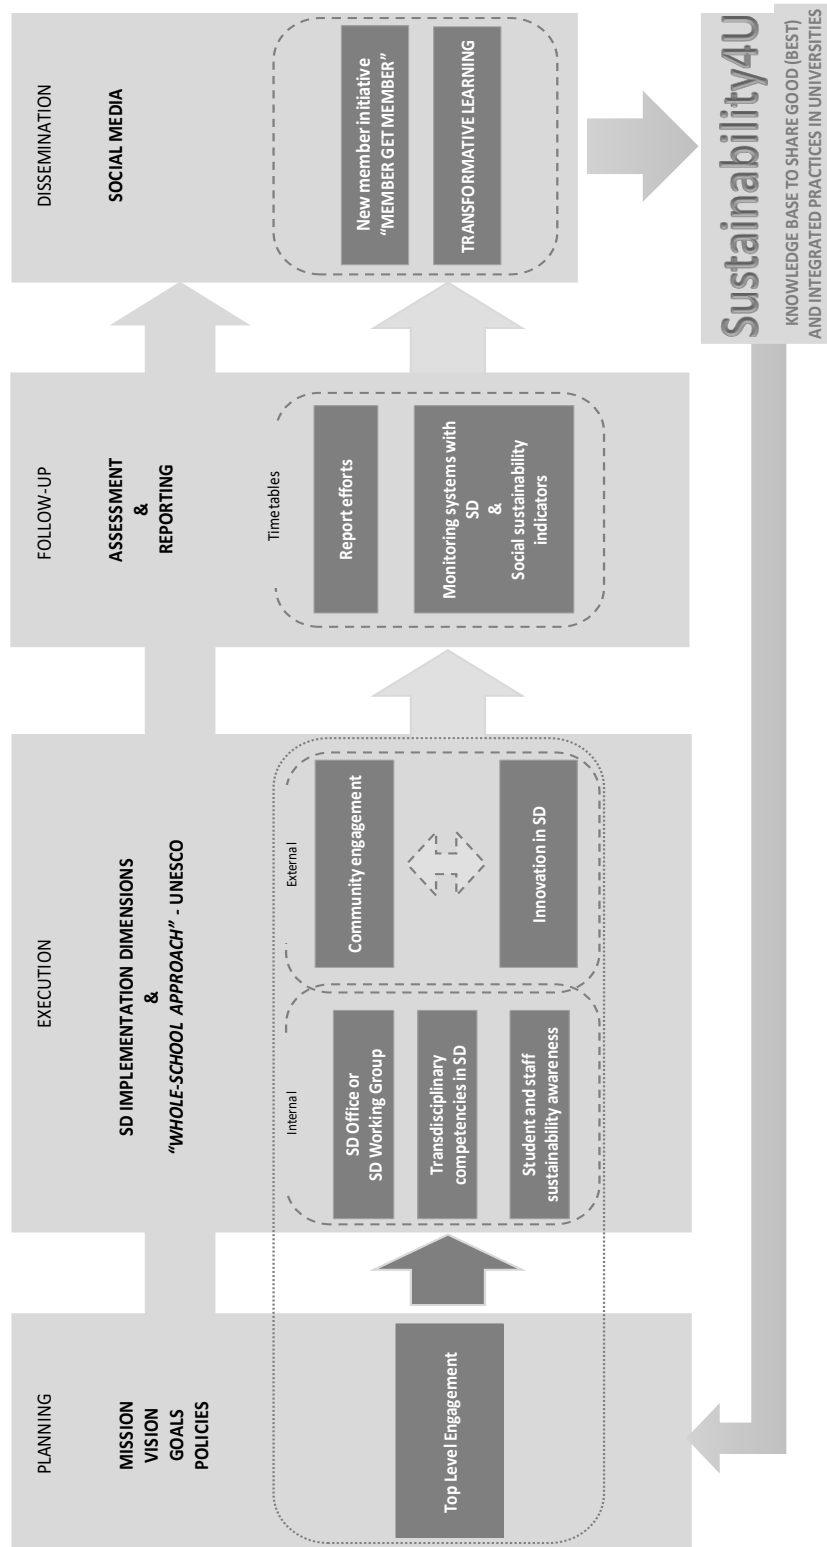 PLANNING
MISSION
VISION
GOALS
POLICIES
Top Level Engagement
EXECUTION
SD IMPLEMENTATION DIMENSIONS
&
"WHOLE-SCHOOL APPROACH" - UNESCO
Internal
SD Office or
SD Working Group
Transdisciplinary
competencies in SD
Student and staff
sustainability awareness
External
Community engagement
Innovation in SD
FOLLOW-UP
ASSESSMENT
&
REPORTING
Timetables
Report efforts
Monitoring systems with
SD
&
Social sustainability
indicators
DISSEMINATION
SOCIAL MEDIA
New member initiative
“MEMBER GET MEMBER”
TRANSFORMATIVE LEARNING
Sustainability4U
KNOWLEDGE BASE TO SHARE GOOD (BEST)
AND INTEGRATED PRACTICES IN UNIVERSITIES